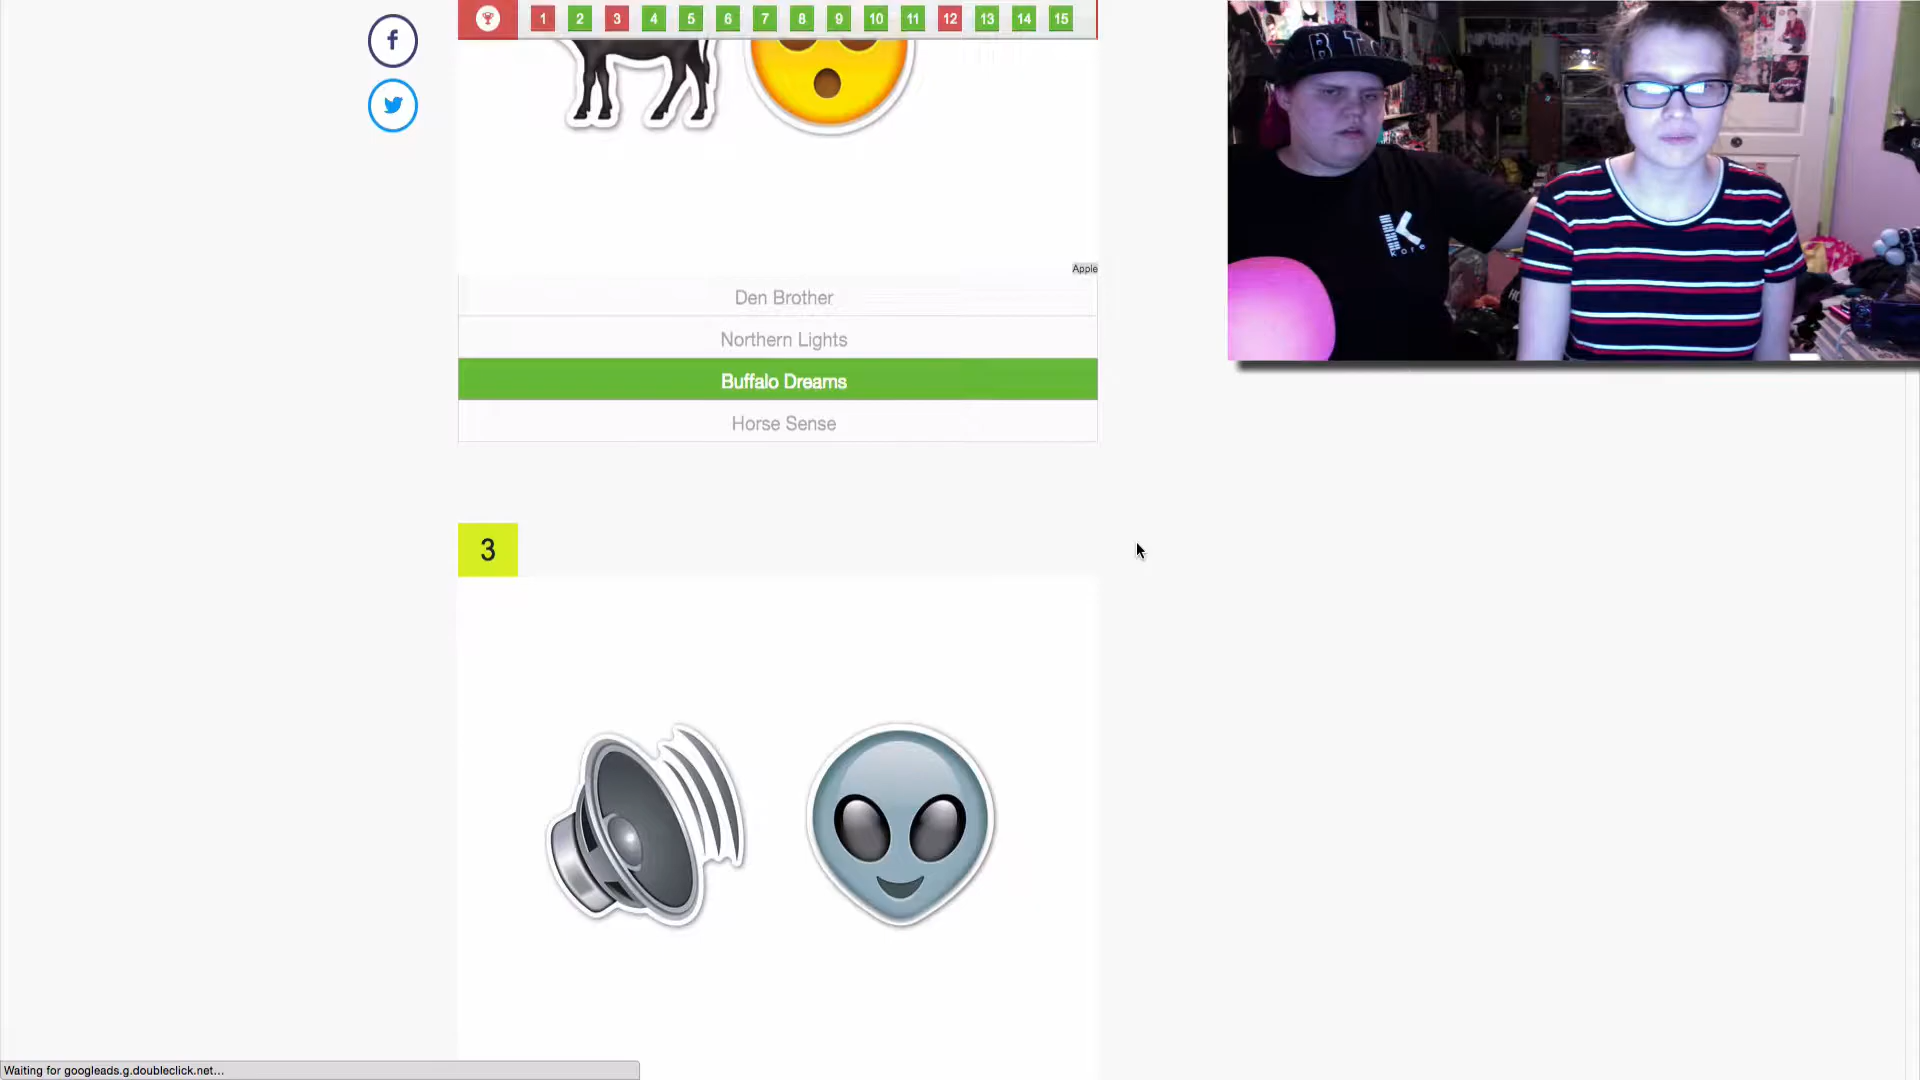 1 2 3 4 5 6 7 8 9 10 11 12 13 14 15
Apple
Den Brother
Northern Lights
Buffalo Dreams
Horse Sense
3
Waiting for googleads.g.doubleclick.net...